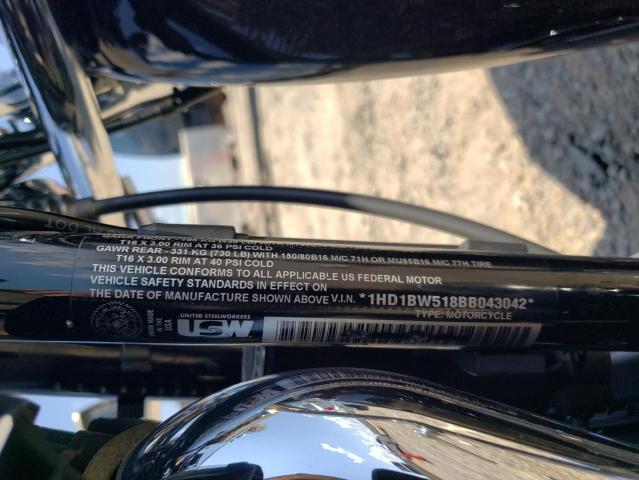 T16 X 3.00 RIM AT 36 PSI COLD
GAWR REAR - 331 KG (730 LB) WITH 150/80B16 M/C 71H OR MU85B16 M/C 77H TIRE
T16 X 3.00 RIM AT 40 PSI COLD
THIS VEHICLE CONFORMS TO ALL APPLICABLE US FEDERAL MOTOR
VEHICLE SAFETY STANDARDS IN EFFECT ON
THE DATE OF MANUFACTURE SHOWN ABOVE V.I.N. *1HD1BW518BB043042*
TYPE: MOTORCYCLE
UNITED STEELWORKERS
USW
MADE IN
USA